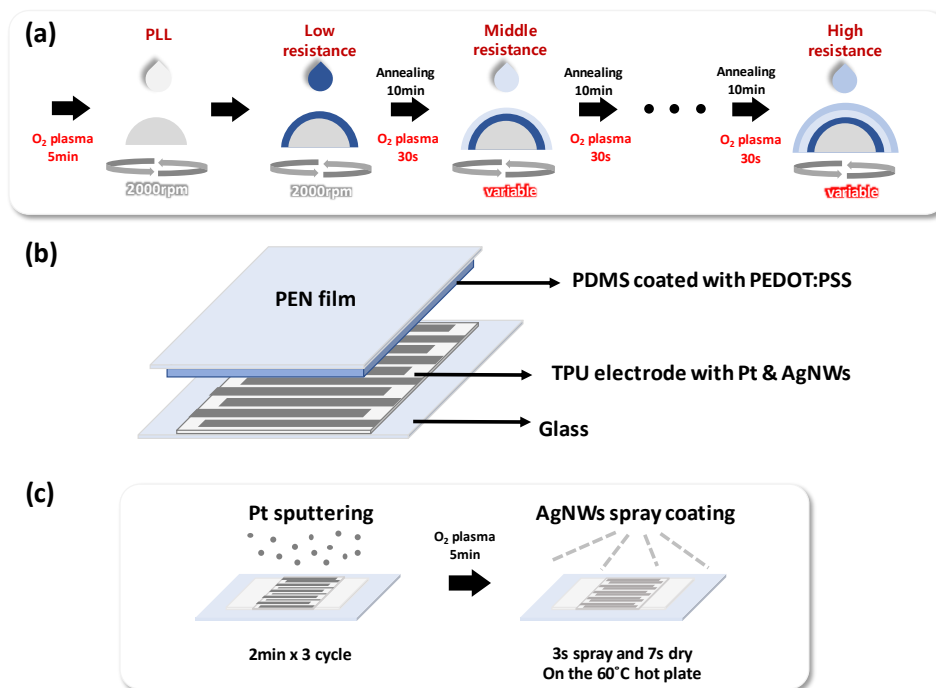 (a)
PLL
Low
resistance
Middle
resistance
High
resistance
Annealing
10min
Annealing
10min
Annealing
10min
O₂ plasma
5min
O₂ plasma
30s
O₂ plasma
30s
O₂ plasma
30s
2000rpm
2000rpm
variable
variable
(b)
PEN film
PDMS coated with PEDOT:PSS
TPU electrode with Pt & AgNWs
Glass
(c)
Pt sputtering
O₂ plasma
5min
AgNWs spray coating
2min x 3 cycle
3s spray and 7s dry
On the 60˚C hot plate